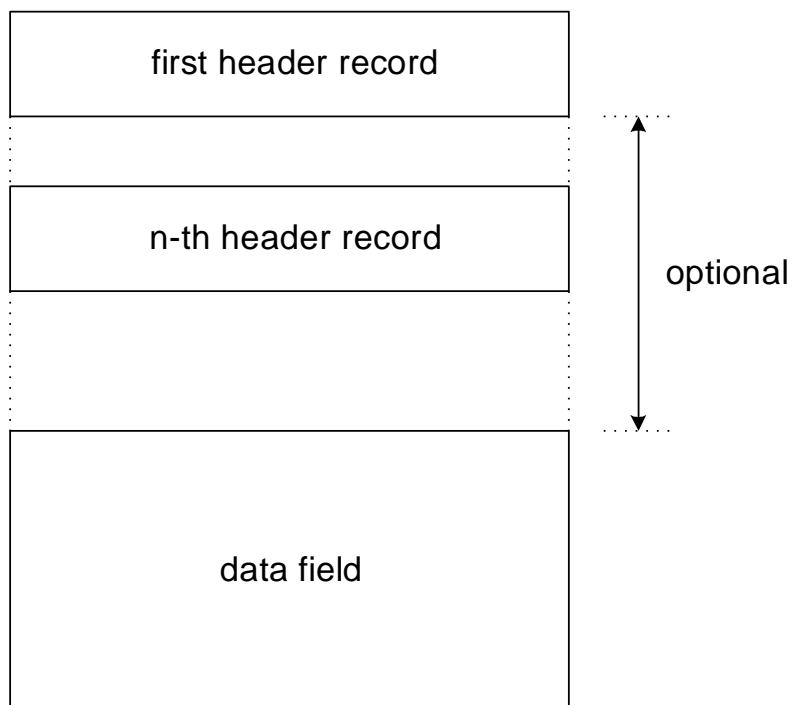 first header record
n-th header record
optional
data field